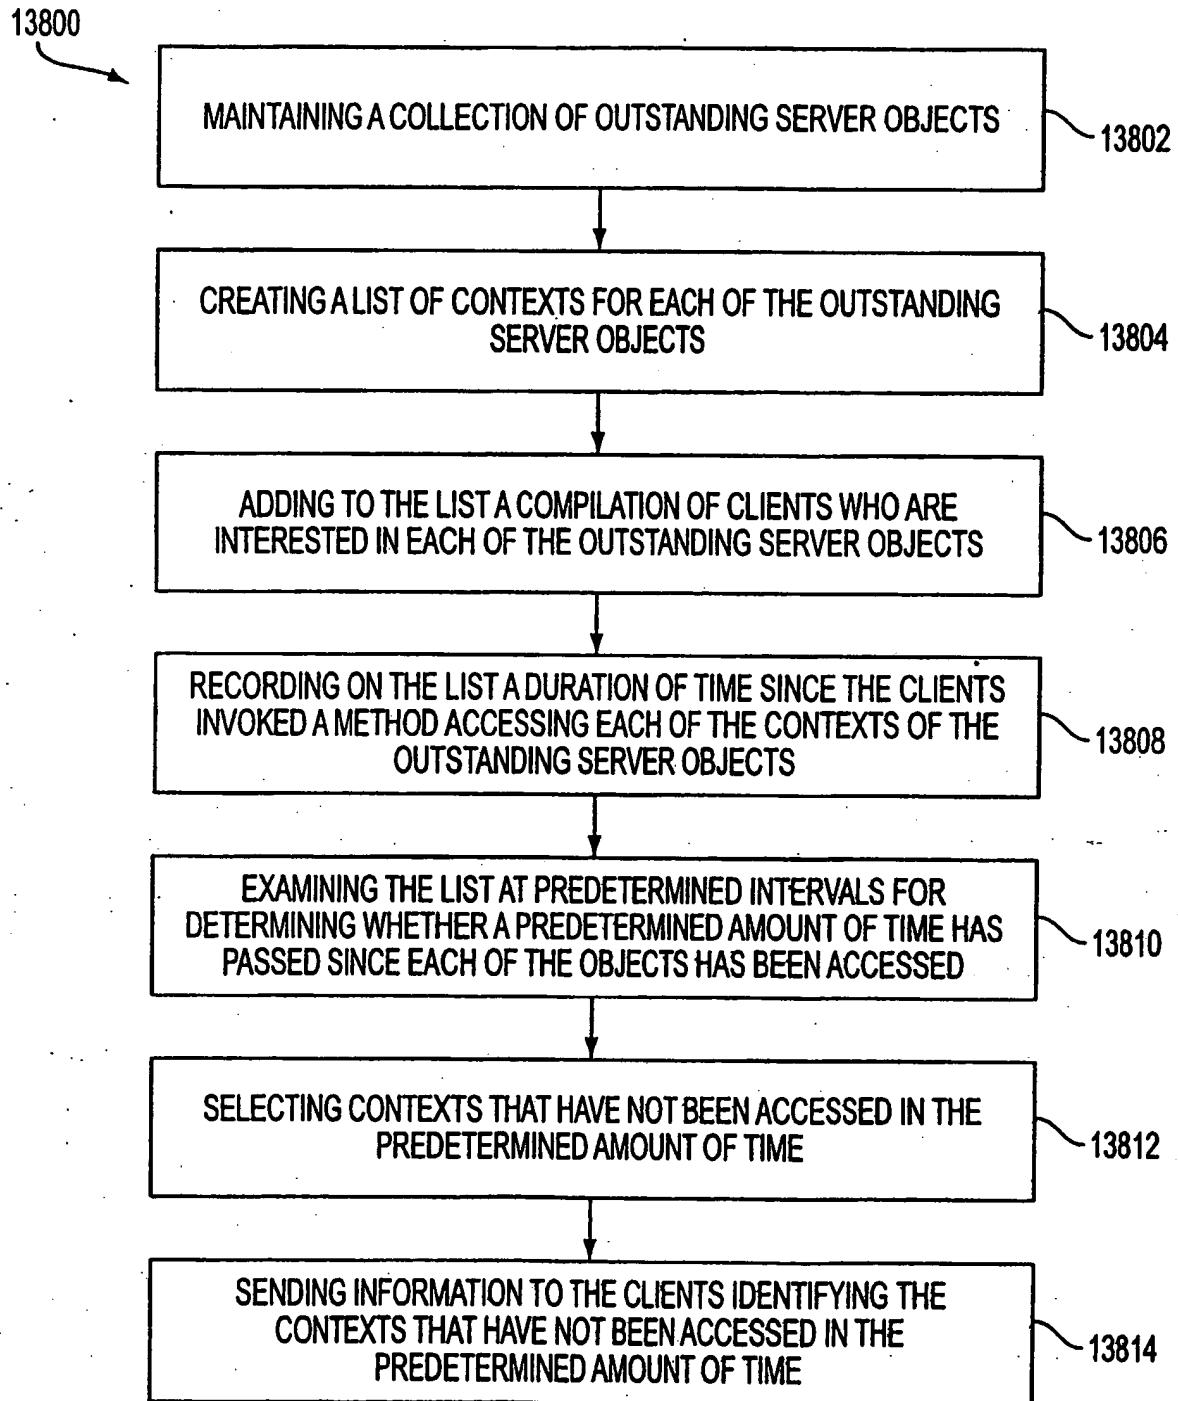 13800
MAINTAINING A COLLECTION OF OUTSTANDING SERVER OBJECTS
13802
CREATING A LIST OF CONTEXTS FOR EACH OF THE OUTSTANDING
SERVER OBJECTS
13804
ADDING TO THE LIST A COMPILATION OF CLIENTS WHO ARE
INTERESTED IN EACH OF THE OUTSTANDING SERVER OBJECTS
13806
RECORDING ON THE LIST A DURATION OF TIME SINCE THE CLIENTS
INVOKED A METHOD ACCESSING EACH OF THE CONTEXTS OF THE
OUTSTANDING SERVER OBJECTS
13808
EXAMINING THE LIST AT PREDETERMINED INTERVALS FOR
DETERMINING WHETHER A PREDETERMINED AMOUNT OF TIME HAS
PASSED SINCE EACH OF THE OBJECTS HAS BEEN ACCESSED
13810
SELECTING CONTEXTS THAT HAVE NOT BEEN ACCESSED IN THE
PREDETERMINED AMOUNT OF TIME
13812
SENDING INFORMATION TO THE CLIENTS IDENTIFYING THE
CONTEXTS THAT HAVE NOT BEEN ACCESSED IN THE
PREDETERMINED AMOUNT OF TIME
13814